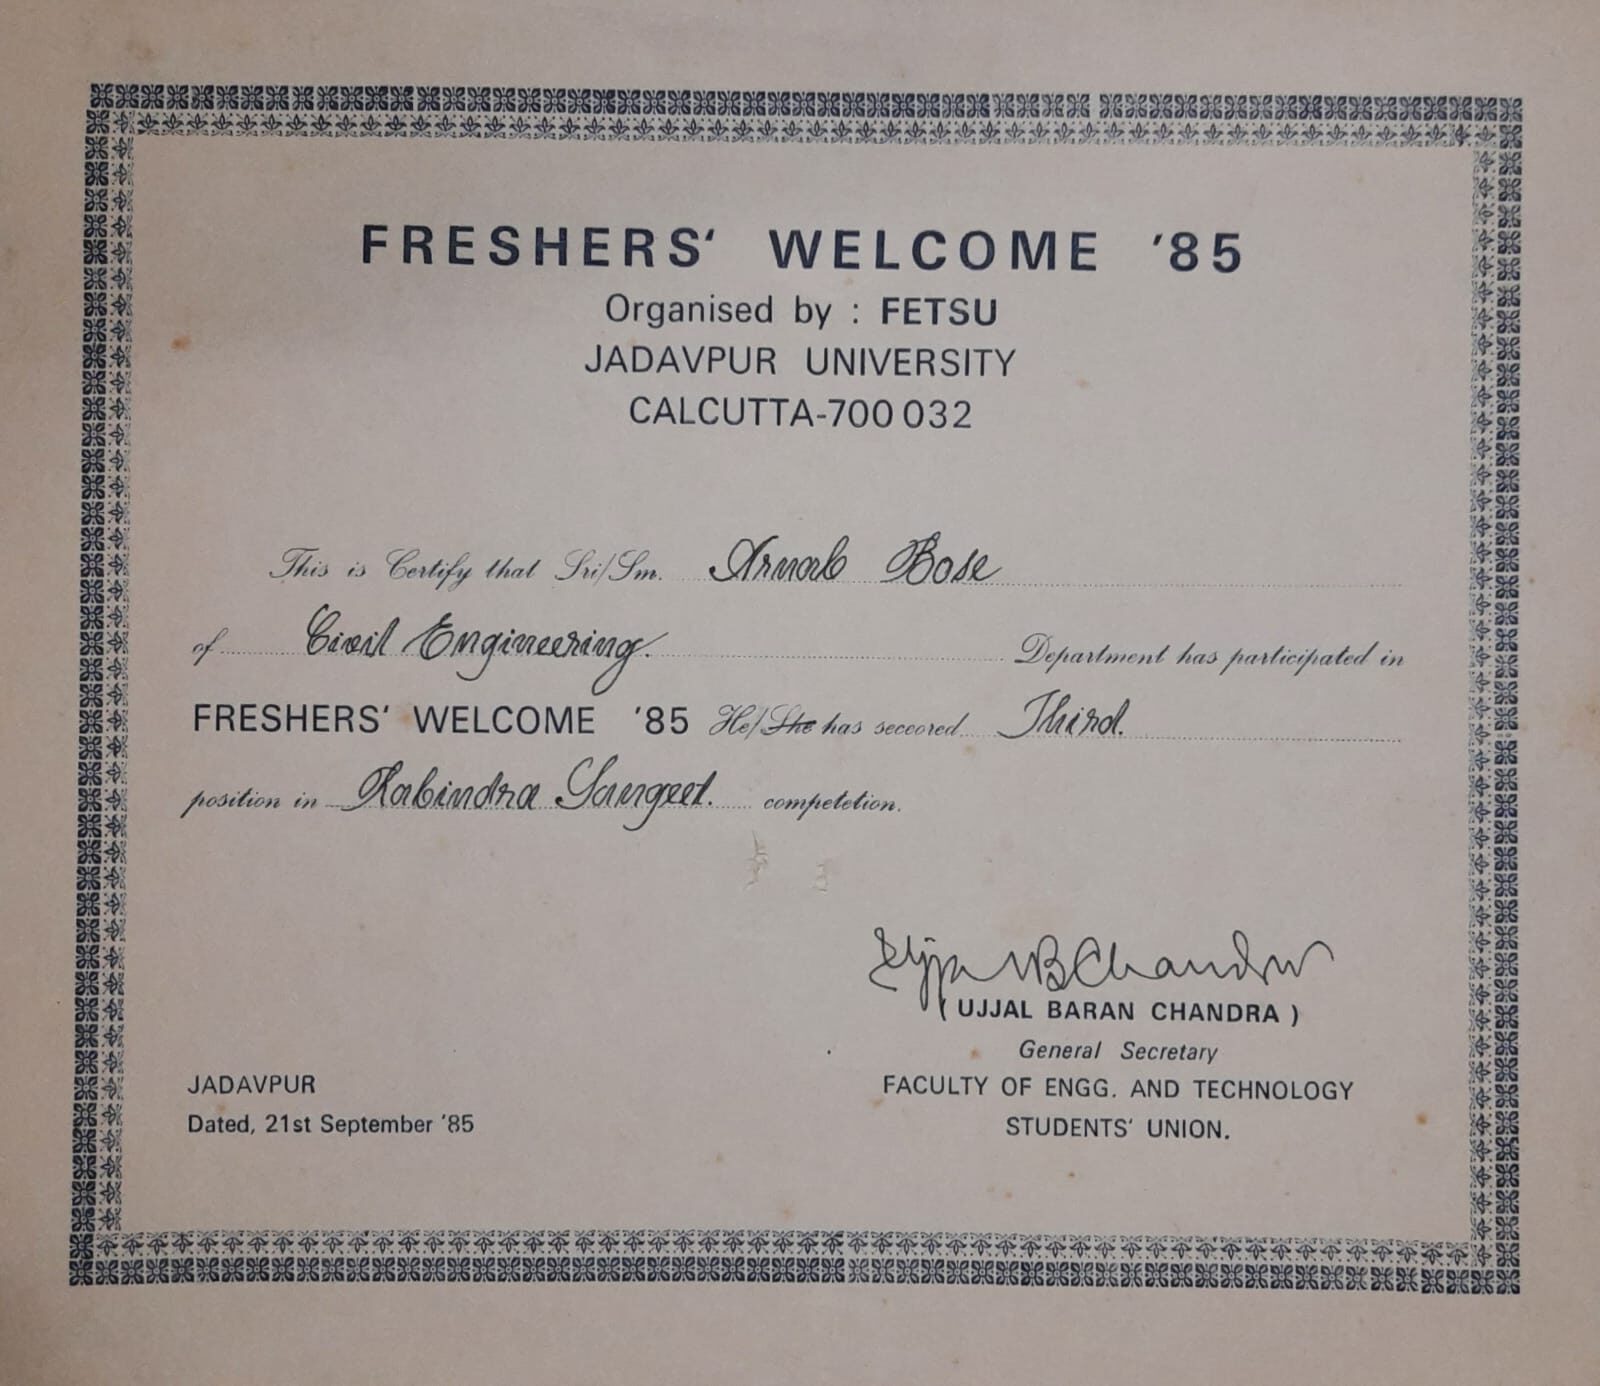 FRESHERS' WELCOME '85
Organised by : FETSU
JADAVPUR UNIVERSITY
CALCUTTA-700 032
This is Certify that Sri/Sm. Arnab Bose
of Civil Engineering. Department has participated in
FRESHERS' WELCOME '85 He/She has seccored Third.
position in Rabindra Sangeet. competetion.
(UJJAL BARAN CHANDRA)
General Secretary
FACULTY OF ENGG. AND TECHNOLOGY
STUDENTS' UNION.
JADAVPUR
Dated, 21st September '85